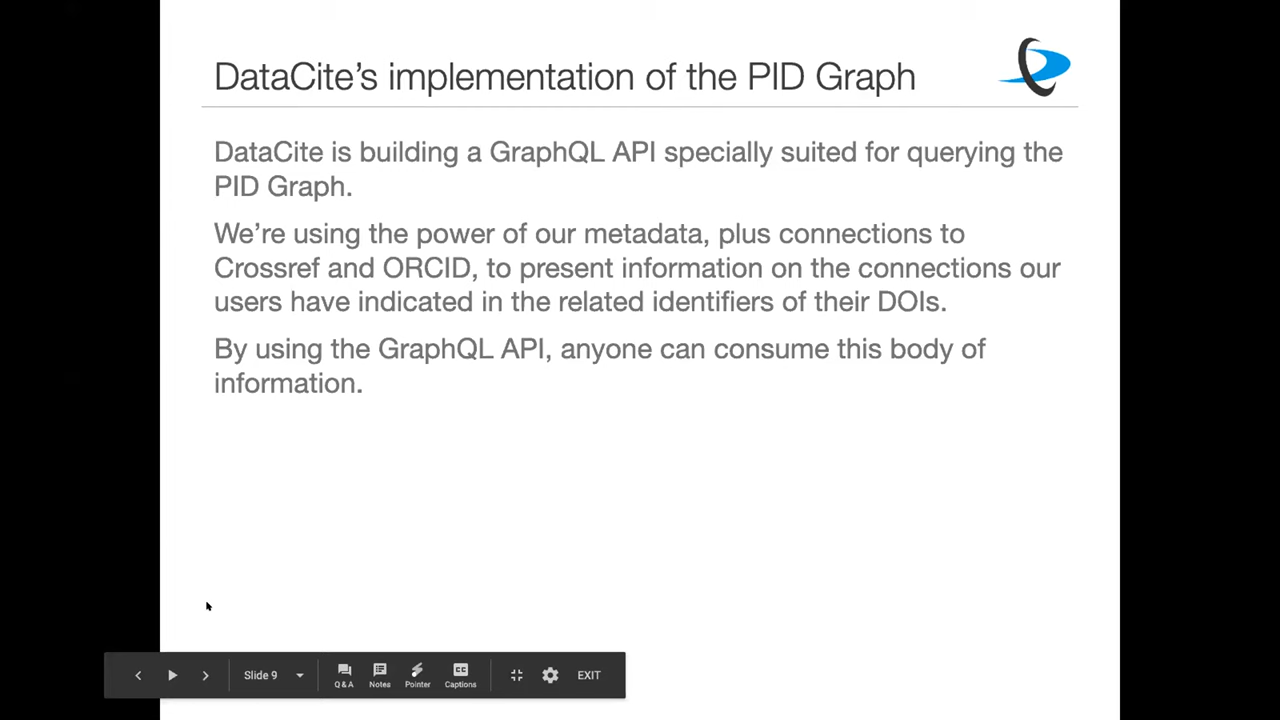 DataCite's implementation of the PID Graph
DataCite is building a GraphQL API specially suited for querying the
PID Graph.
We're using the power of our metadata, plus connections to
Crossref and ORCID, to present information on the connections our
users have indicated in the related identifiers of their DOIs.
By using the GraphQL API, anyone can consume this body of
information.
Slide 9
Q&A
Notes
Pointer
CC
Captions
EXIT